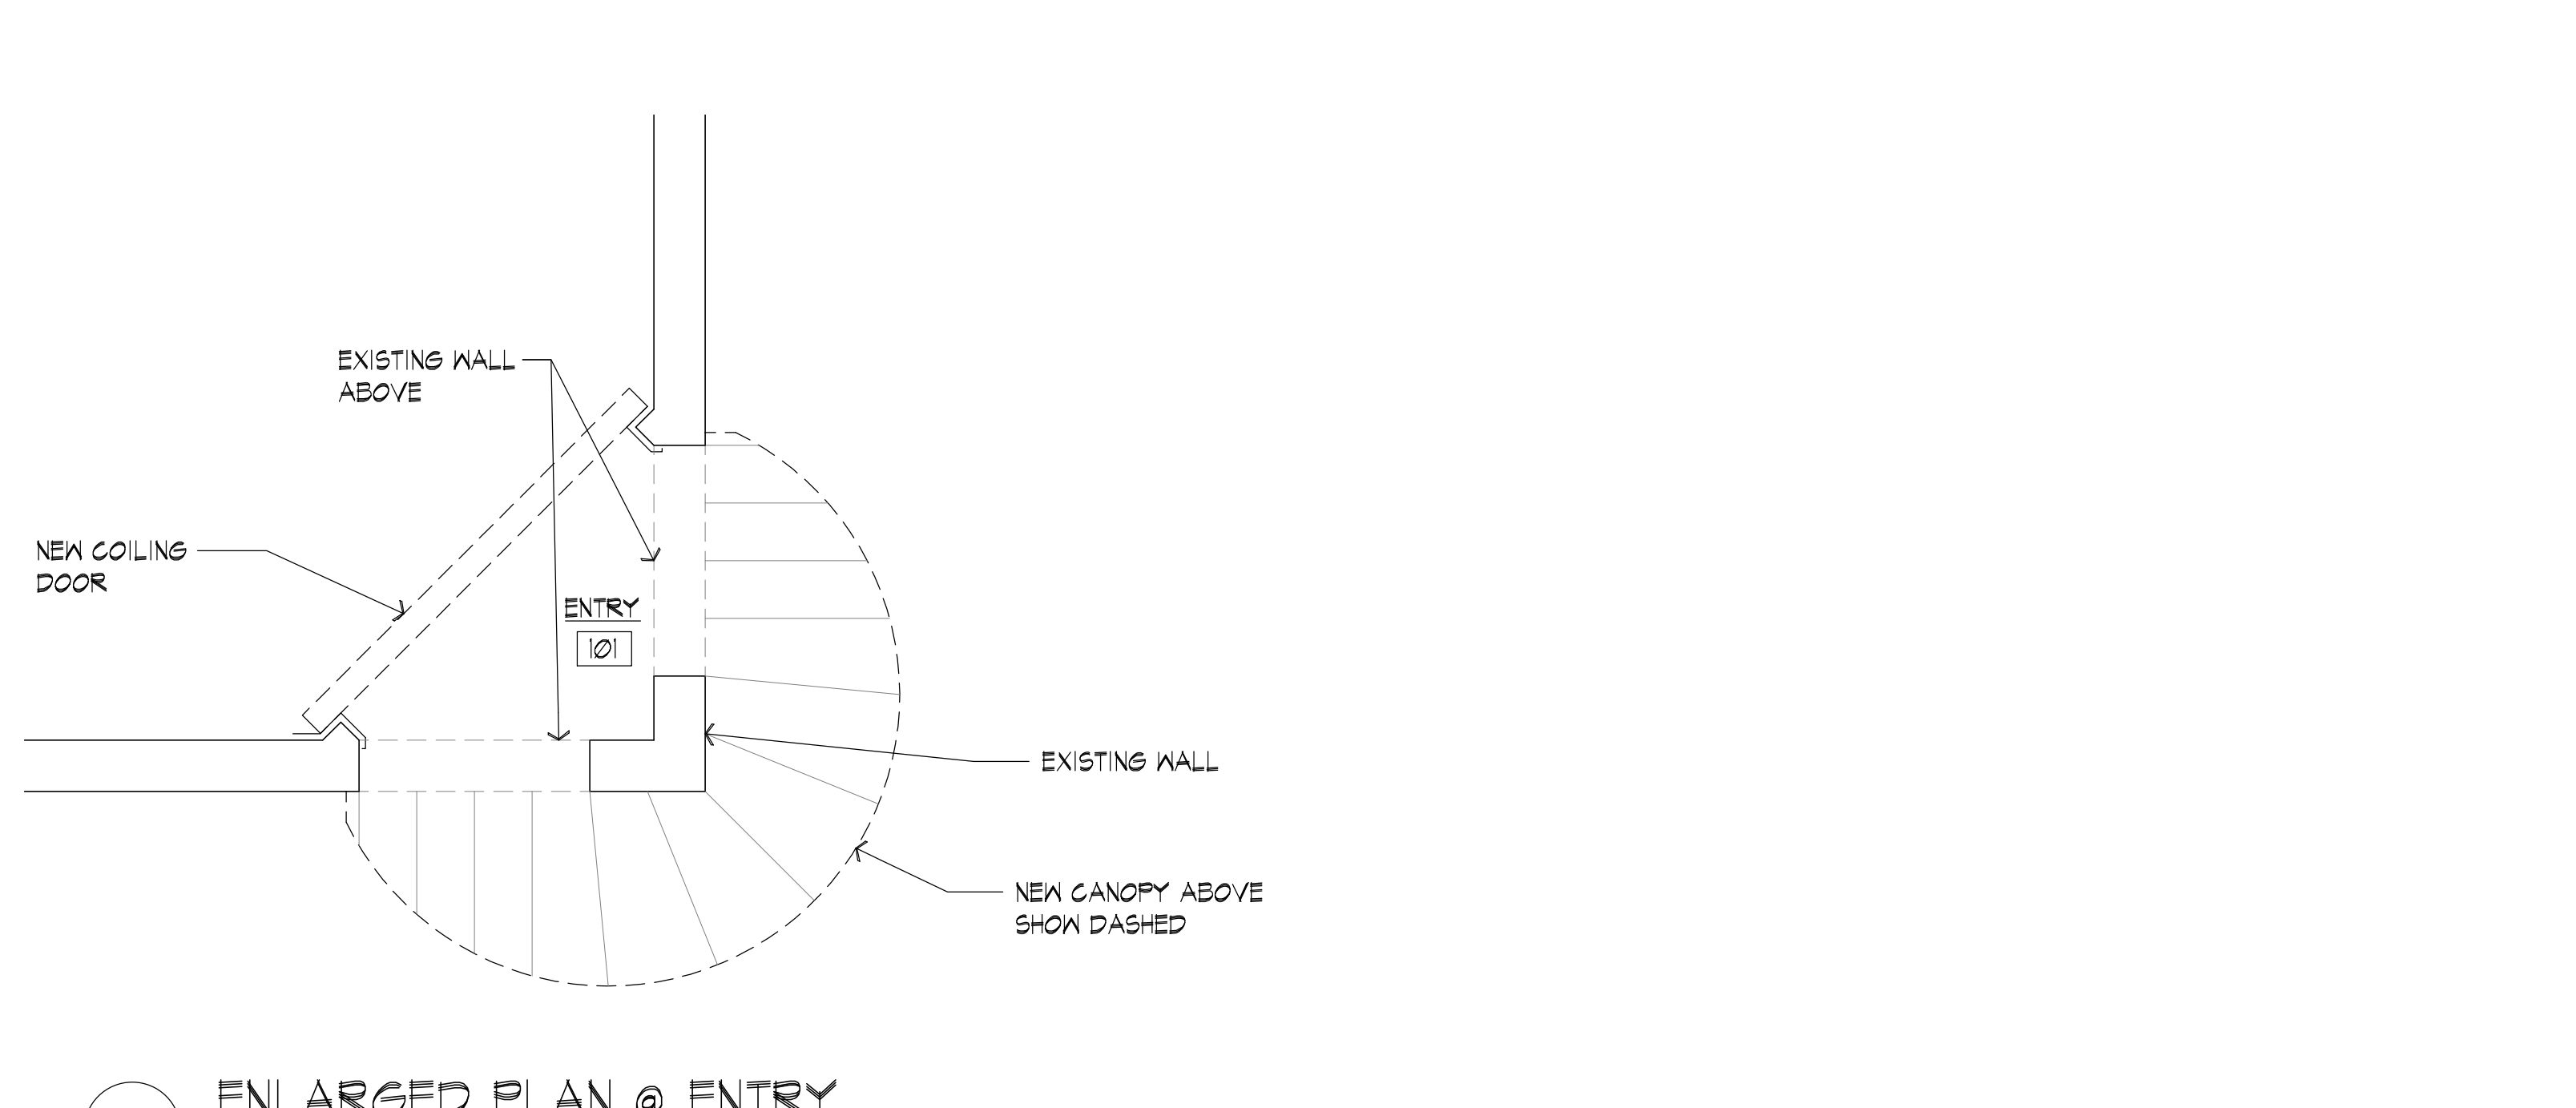 EXISTING WALL
ABOVE
NEW COILING
DOOR
ENTRY
101
EXISTING WALL
NEW CANOPY ABOVE
SHOW DASHED
ENLARGED PLAN @ ENTRY